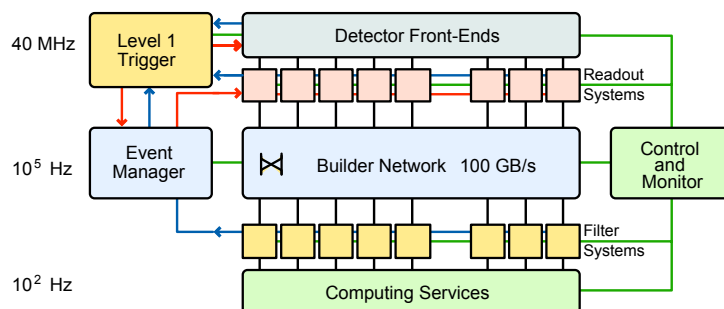 40 MHz
Level 1
Trigger
Detector Front-Ends
Readout
Systems
10⁵ Hz
Event
Manager
Builder Network 100 GB/s
Control
and
Monitor
Filter
Systems
10² Hz
Computing Services